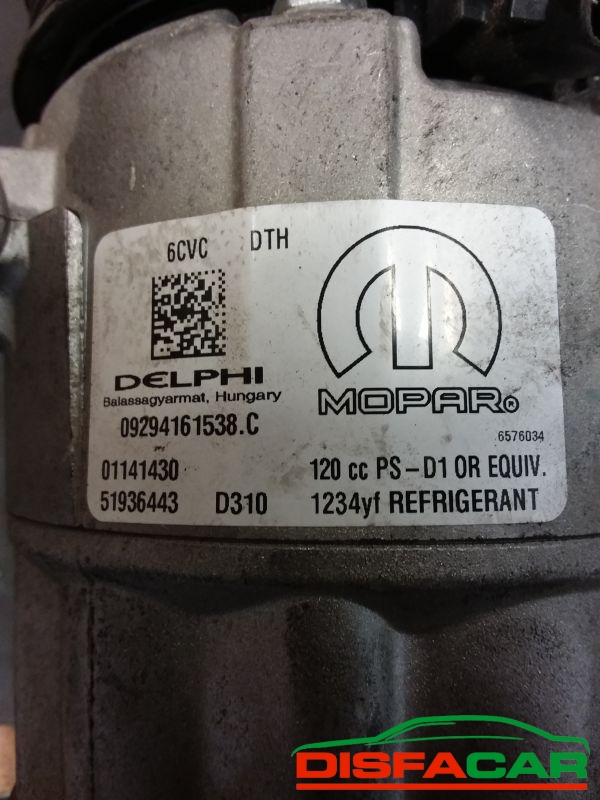 6CVC DTH
DELPHI
Balassagyarmat, Hungary
MOPAR®
09294161538.C
6576034
01141430 120 cc PS-D1 OR EQUIV.
51936443 D310 1234yf REFRIGERANT
DISFACAR